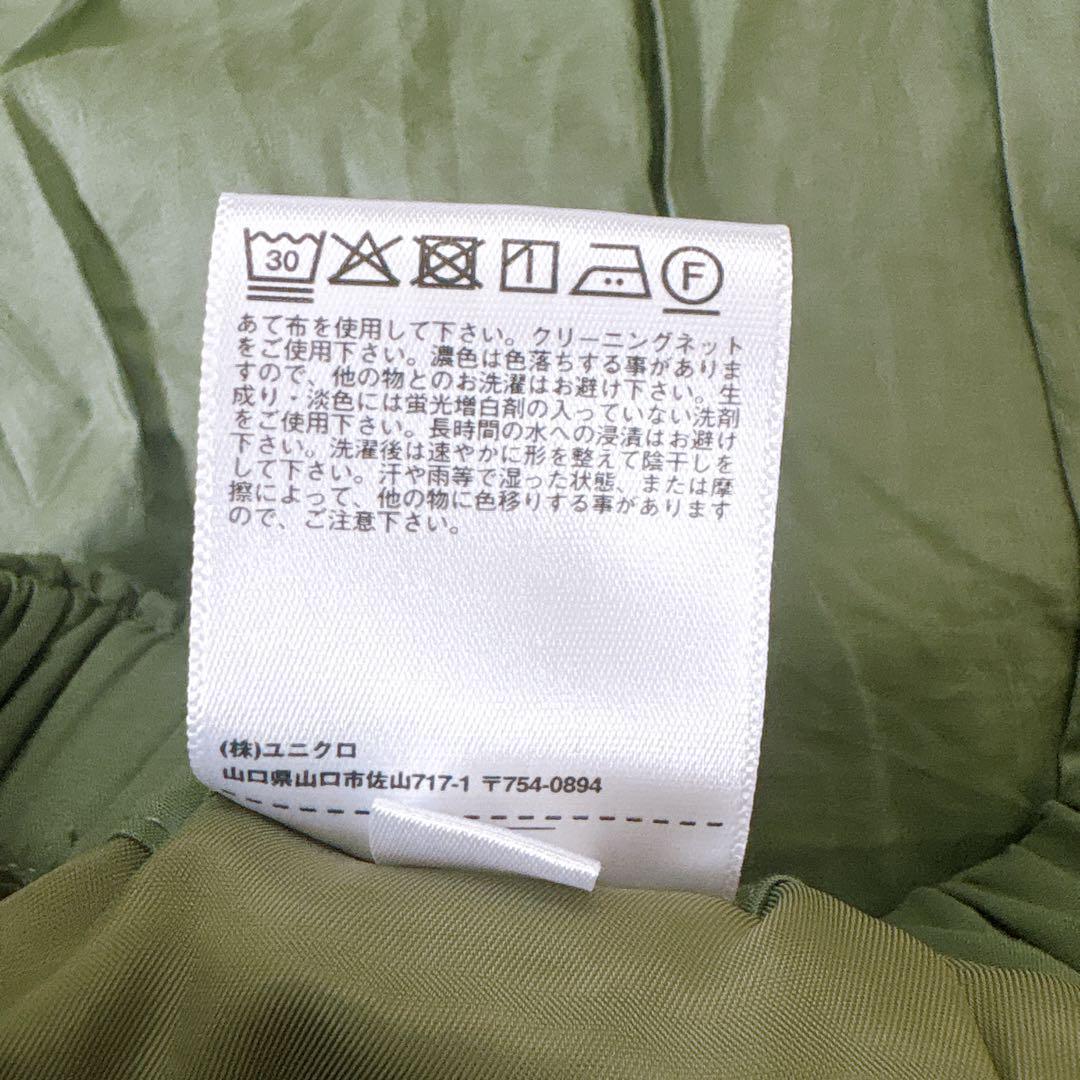 30
F
あて布を使用して下さい。クリーニングネット
をご使用下さい。濃色は色落ちする事がありま
すので、他の物とのお洗濯はお避け下さい。生
成り・淡色には蛍光増白剤の入っていない洗剤
をご使用下さい。長時間の水への浸漬はお避け
下さい。洗濯後は速やかに形を整えて陰干しを
して下さい。汗や雨等で湿った状態、または摩
擦によって、他の物に色移りする事があります
ので、ご注意下さい。
(株)ユニクロ
山口県山口市佐山717-1 〒754-0894